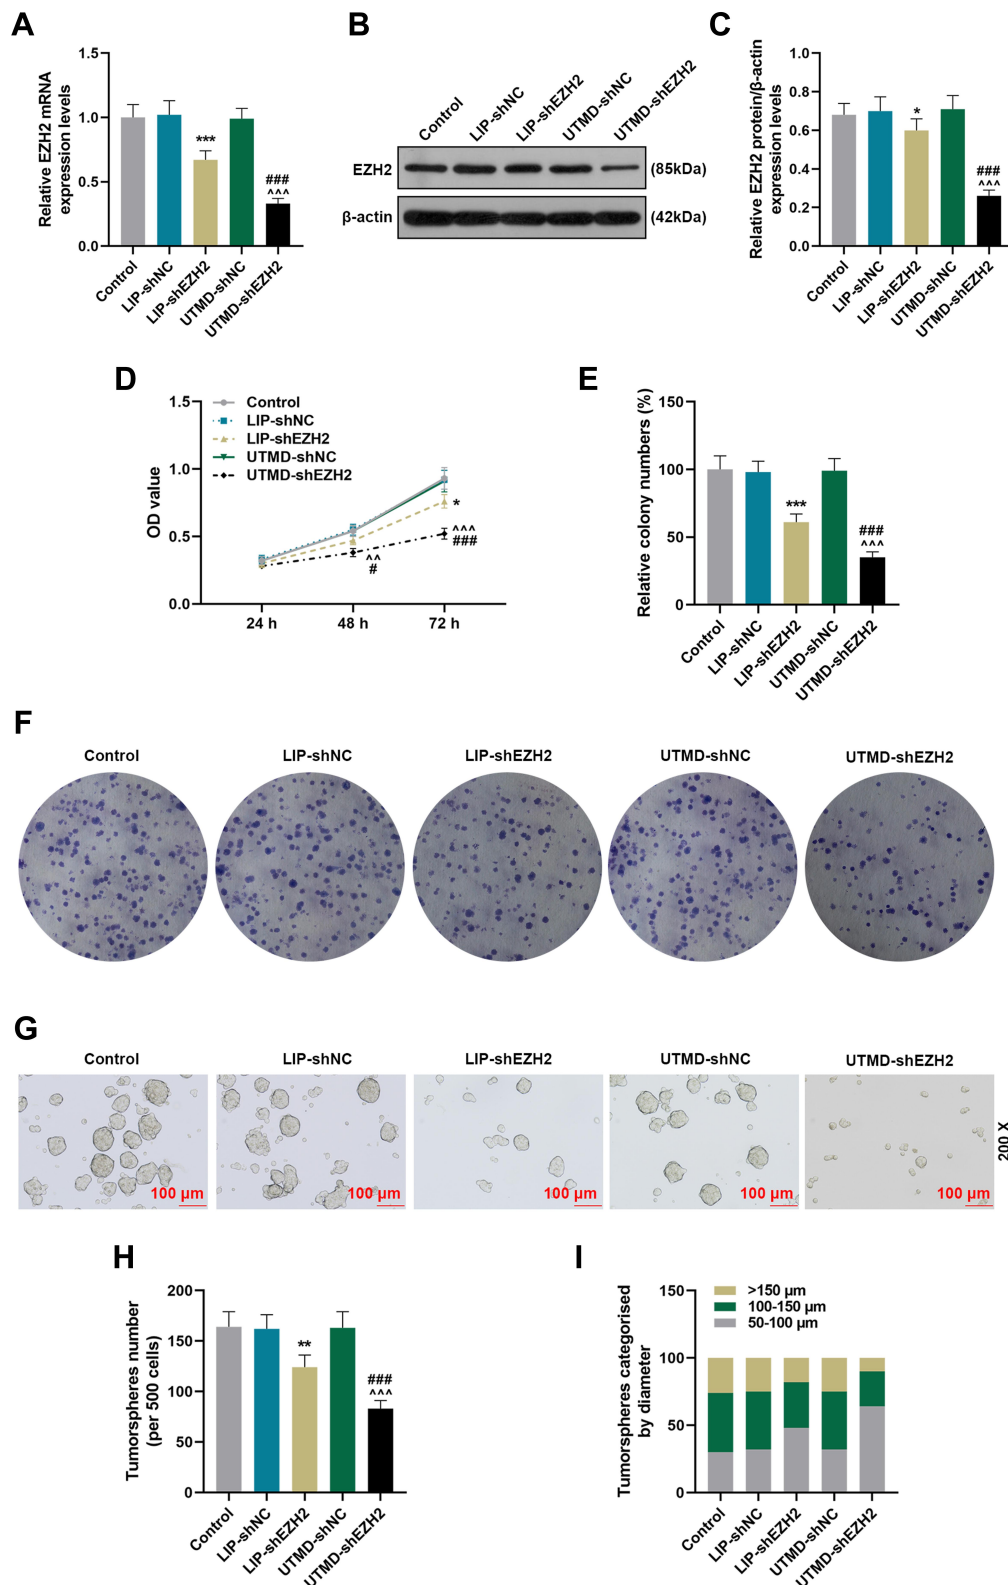 A
Relative EZH2 mRNA
expression levels
1.5
1.0
0.5
0.0
***
###
^^^
Control
LIP-shNC
LIP-shEZH2
UTMD-shNC
UTMD-shEZH2
B
Control
LIP-shNC
LIP-shEZH2
UTMD-shNC
UTMD-shEZH2
EZH2
(85kDa)
β-actin
(42kDa)
C
Relative EZH2 protein/β-actin
expression levels
1.0
0.8
0.6
0.4
0.2
0.0
*
###
^^^
Control
LIP-shNC
LIP-shEZH2
UTMD-shNC
UTMD-shEZH2
D
OD value
1.5
1.0
0.5
0.0
Control
LIP-shNC
LIP-shEZH2
UTMD-shNC
UTMD-shEZH2
*
^^^
###
^^
#
24 h
48 h
72 h
E
Relative colony numbers (%)
150
100
50
0
***
###
^^^
Control
LIP-shNC
LIP-shEZH2
UTMD-shNC
UTMD-shEZH2
F
Control
LIP-shNC
LIP-shEZH2
UTMD-shNC
UTMD-shEZH2
G
Control
LIP-shNC
LIP-shEZH2
UTMD-shNC
UTMD-shEZH2
100 μm
100 μm
100 μm
100 μm
100 μm
200 X
H
Tumorspheres number
(per 500 cells)
200
150
100
50
0
**
###
^^^
Control
LIP-shNC
LIP-shEZH2
UTMD-shNC
UTMD-shEZH2
I
Tumorspheres categorised
by diameter
150
100
50
0
>150 μm
100-150 μm
50-100 μm
Control
LIP-shNC
LIP-shEZH2
UTMD-shNC
UTMD-shEZH2